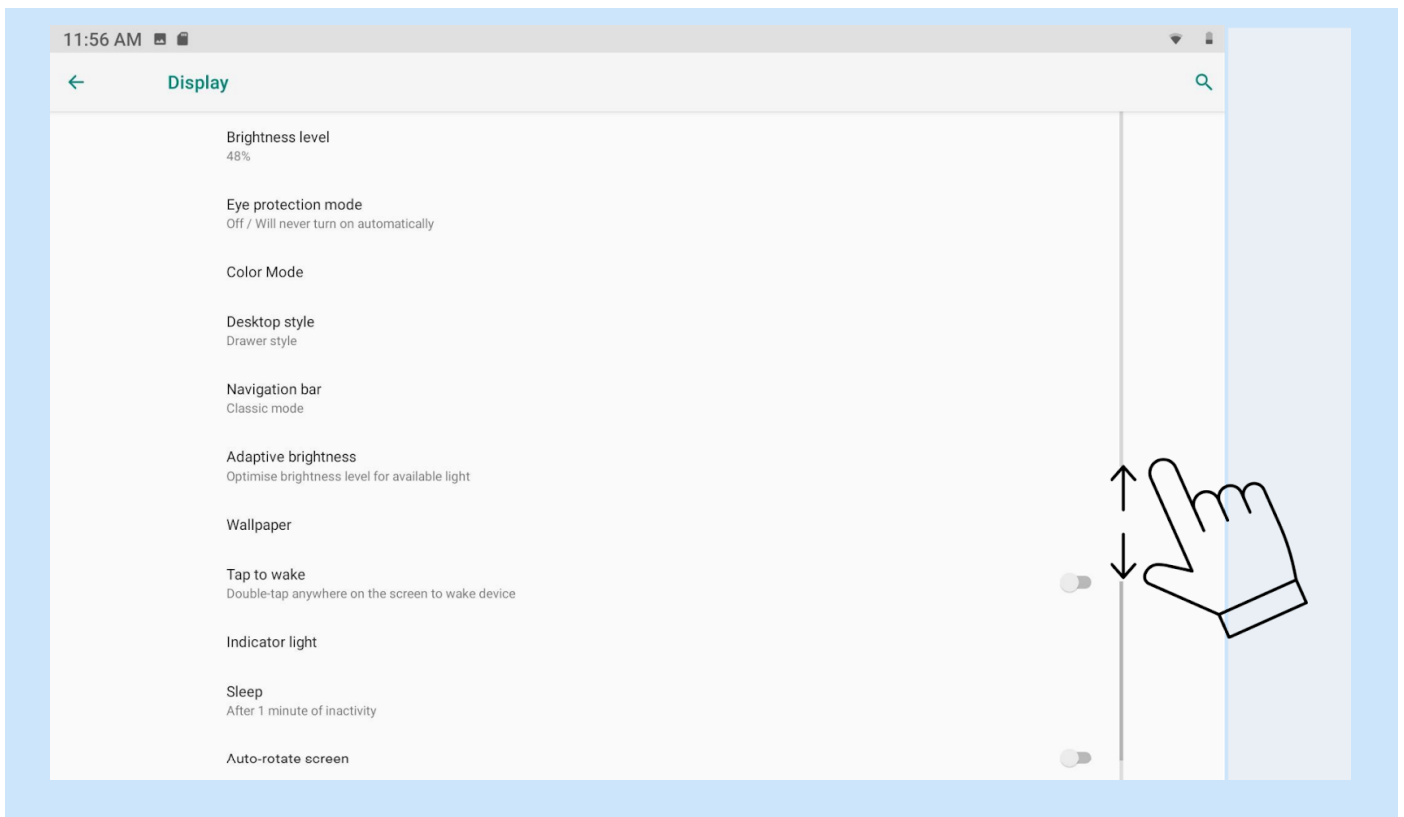 11:56 AM
Display
Brightness level
48%
Eye protection mode
Off / Will never turn on automatically
Color Mode
Desktop style
Drawer style
Navigation bar
Classic mode
Adaptive brightness
Optimise brightness level for available light
Wallpaper
Tap to wake
Double-tap anywhere on the screen to wake device
Indicator light
Sleep
After 1 minute of inactivity
Auto-rotate screen